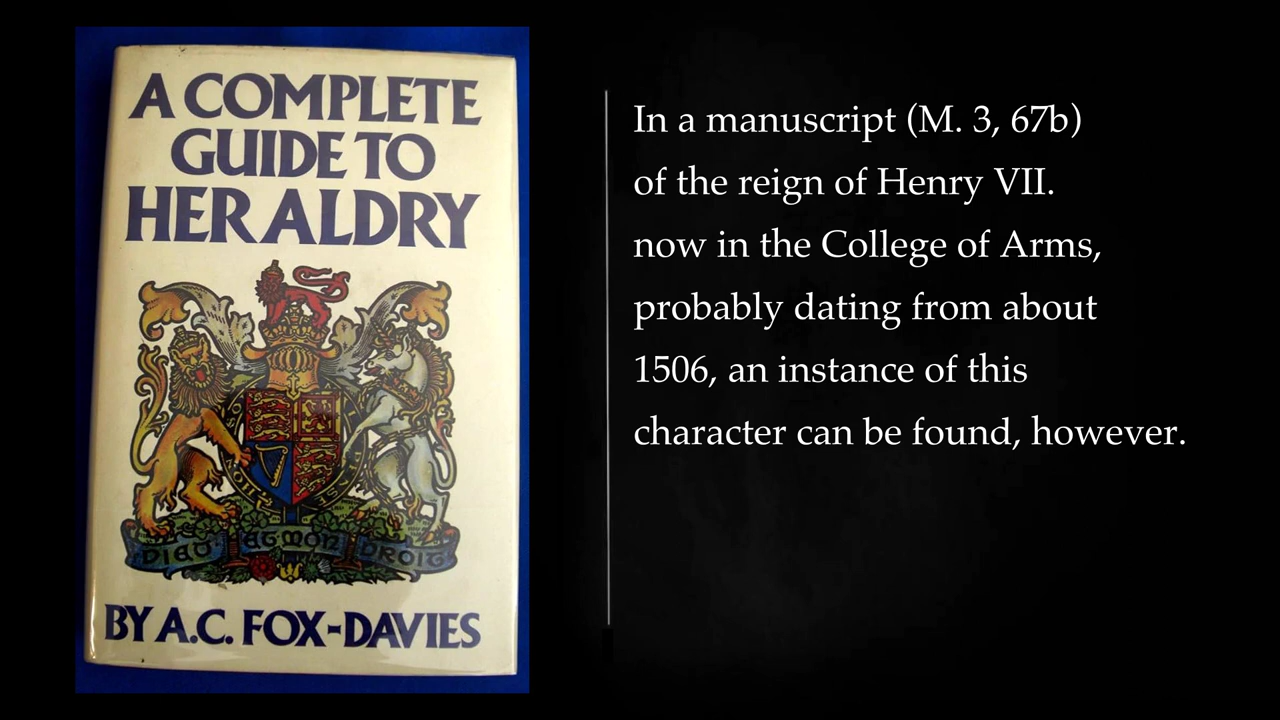 A COMPLETE
GUIDE TO
HERALDRY
DIEU ET MON DROIT
BY A.C. FOX-DAVIES
In a manuscript (M. 3, 67b)
of the reign of Henry VII.
now in the College of Arms,
probably dating from about
1506, an instance of this
character can be found, however.